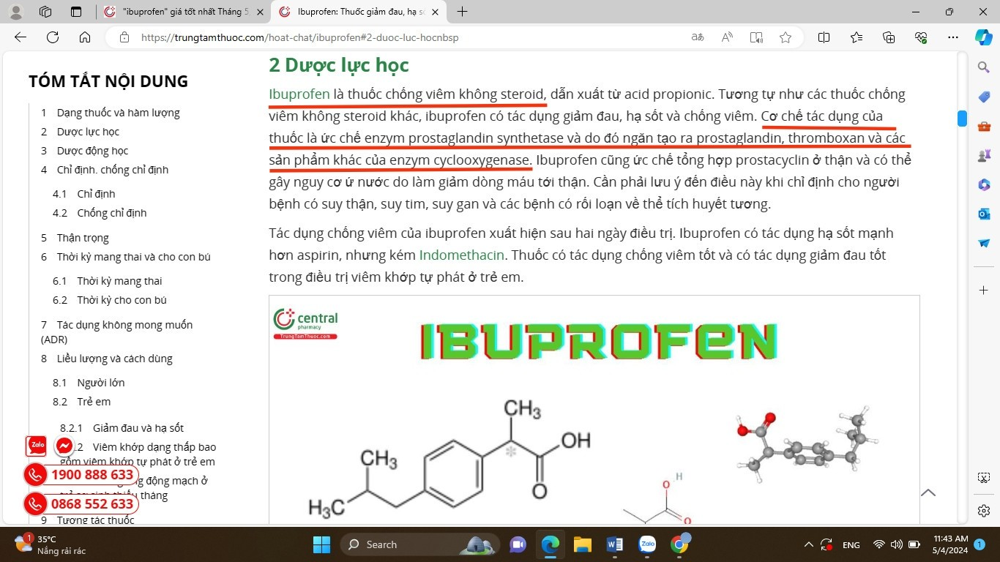 "ibuprofen" giá tốt nhất Tháng 5
Ibuprofen: Thuốc giảm đau, hạ số
https://trungtamthuoc.com/hoat-chat/ibuprofen#2-duoc-luc-hocnbsp
TÓM TẮT NỘI DUNG
1 Dạng thuốc và hàm lượng
2 Dược lực học
3 Dược động học
4 Chỉ định. chống chỉ định
4.1 Chỉ định
4.2 Chống chỉ định
5 Thận trọng
6 Thời kỳ mang thai và cho con bú
6.1 Thời kỳ mang thai
6.2 Thời kỳ cho con bú
7 Tác dụng không mong muốn
(ADR)
8 Liều lượng và cách dùng
8.1 Người lớn
8.2 Trẻ em
8.2.1 Giảm đau và hạ sốt
.2 Viêm khớp dạng thấp bao
gồm viêm khớp tự phát ở trẻ em
động mạch ở
tháng
9 Tương tác thuốc
Zalo
1900 888 633
0868 552 633
2 Dược lực học
Ibuprofen là thuốc chống viêm không steroid, dẫn xuất từ acid propionic. Tương tự như các thuốc chống
viêm không steroid khác, ibuprofen có tác dụng giảm đau, hạ sốt và chống viêm. Cơ chế tác dụng của
thuốc là ức chế enzym prostaglandin synthetase và do đó ngăn tạo ra prostaglandin, thromboxan và các
sản phẩm khác của enzym cyclooxygenase. Ibuprofen cũng ức chế tổng hợp prostacyclin ở thận và có thể
gây nguy cơ ứ nước do làm giảm dòng máu tới thận. Cần phải lưu ý đến điều này khi chỉ định cho người
bệnh có suy thận, suy tim, suy gan và các bệnh có rối loạn về thể tích huyết tương.
Tác dụng chống viêm của ibuprofen xuất hiện sau hai ngày điều trị. Ibuprofen có tác dụng hạ sốt mạnh
hơn aspirin, nhưng kém Indomethacin. Thuốc có tác dụng chống viêm tốt và có tác dụng giảm đau tốt
trong điều trị viêm khớp tự phát ở trẻ em.
central
pharmacy
TrungTamThuoc.com
IBUPROFEN
CH3
OH
CH3
O
H3C
H
O
O
1
35°C
Nắng rải rác
Search
Zalo
ENG
11:43 AM
5/4/2024
1